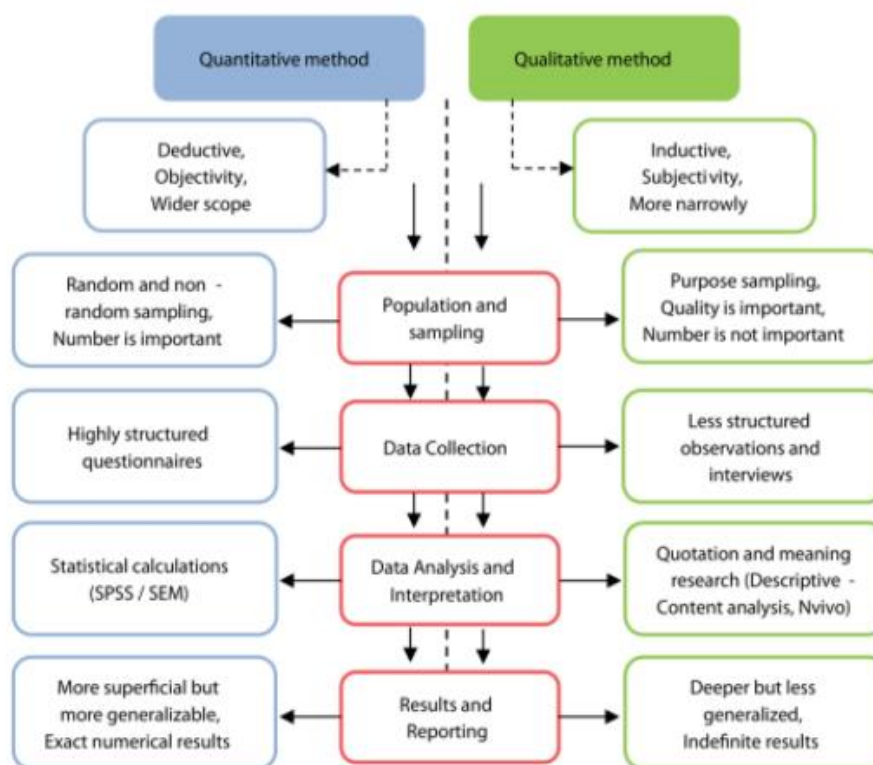 Quantitative method
Qualitative method
Deductive,
Objectivity,
Wider scope
Inductive,
Subjectivity,
More narrowly
Random and non -
random sampling,
Number is important
Population and
sampling
Purpose sampling,
Quality is important,
Number is not important
Highly structured
questionnaires
Data Collection
Less structured
observations and
interviews
Statistical calculations
(SPSS / SEM)
Data Analysis and
Interpretation
Quotation and meaning
research (Descriptive -
Content analysis, Nvivo)
More superficial but
more generalizable,
Exact numerical results
Results and
Reporting
Deeper but less
generalized,
Indefinite results